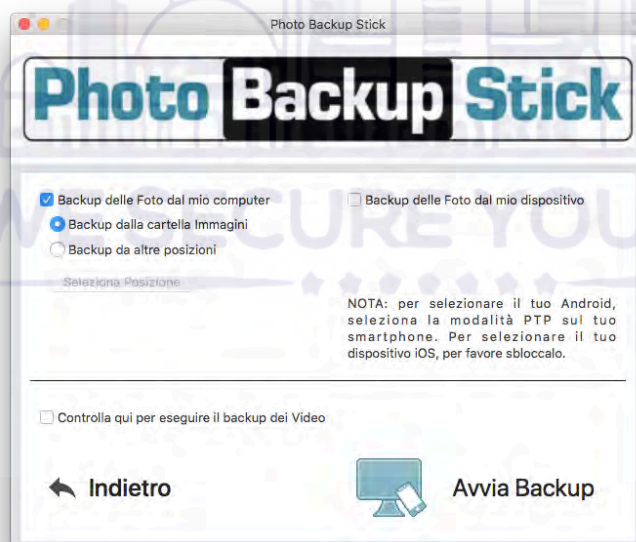 Photo Backup Stick
Photo Backup Stick
Backup delle Foto dal mio computer
Backup delle Foto dal mio dispositivo
Backup dalla cartella Immagini
Backup da altre posizioni
Seleziona Posizione
NOTA: per selezionare il tuo Android,
seleziona la modalità PTP sul tuo
smartphone. Per selezionare il tuo
dispositivo iOS, per favore sbloccalo.
WE SECURE YOU
Controlla qui per eseguire il backup dei Video
Indietro
Avvia Backup